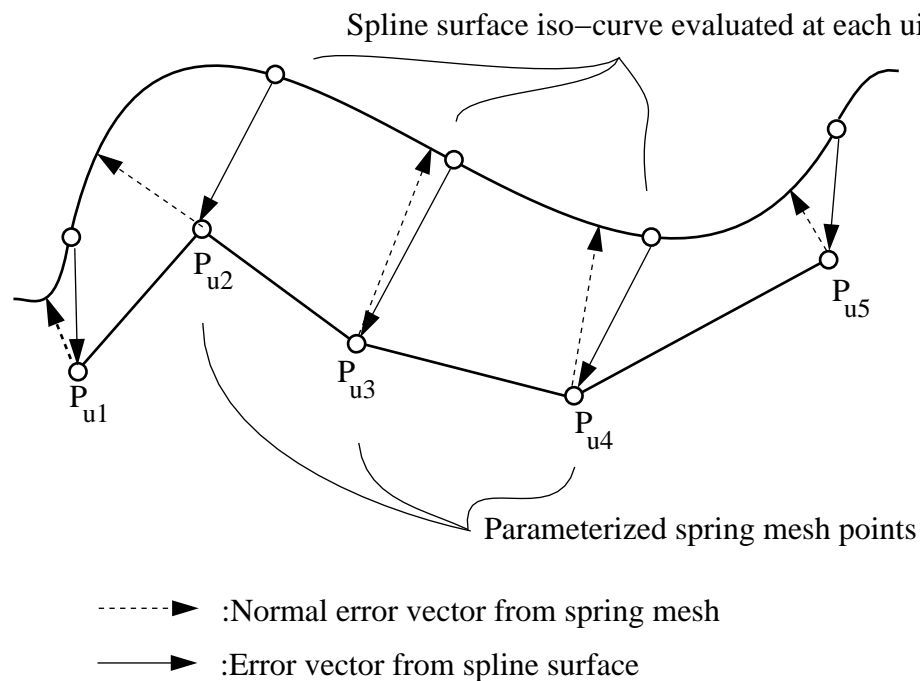 Spline surface iso−curve evaluated at each ui
P u2
P u5
P u3
P u1
P u4
Parameterized spring mesh points
:Normal error vector from spring mesh
:Error vector from spline surface